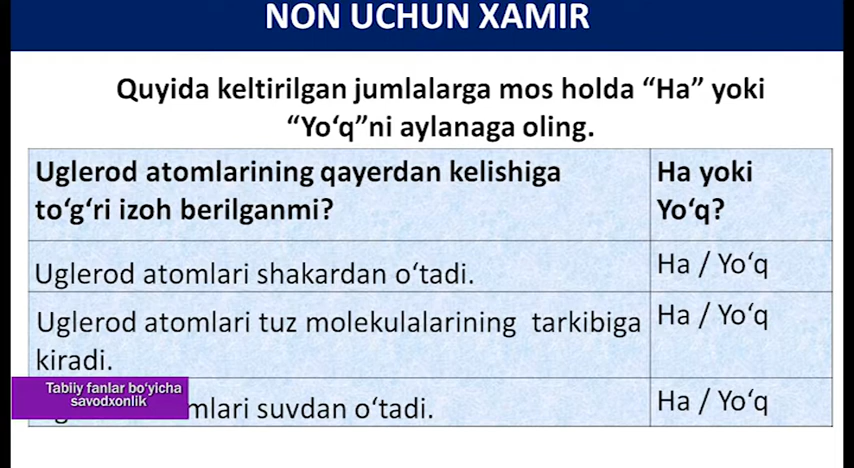 NON UCHUN XAMIR
Quyida keltirilgan jumlalarga mos holda “Ha” yoki
“Yo‘q”ni aylanaga oling.
Uglerod atomlarining qayerdan kelishiga
to‘g‘ri izoh berilganmi?
Ha yoki
Yo‘q?
Uglerod atomlari shakardan o‘tadi.
Ha / Yo‘q
Uglerod atomlari tuz molekulalarining tarkibiga
kiradi.
Ha / Yo‘q
Tabiiy fanlar bo‘yicha
savodxonlik
suvdan o‘tadi.
Ha / Yo‘q